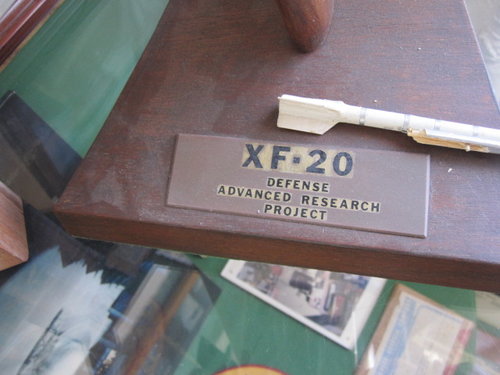 XF-20
DEFENSE
ADVANCED RESEARCH
PROJECT